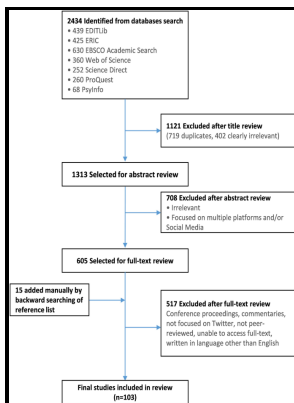 2434 Identified from databases search
• 439 EDITLib
• 425 ERIC
• 630 EBSCO Academic Search
• 360 Web of Science
• 252 Science Direct
• 260 ProQuest
• 68 PsyInfo
1121 Excluded after title review
(719 duplicates, 402 clearly irrelevant)
1313 Selected for abstract review
708 Excluded after abstract review
• Irrelevant
• Focused on multiple platforms and/or
Social Media
605 Selected for full-text review
15 added manually by
backward searching of
reference list
517 Excluded after full-text review
Conference proceedings, commentaries,
not focused on Twitter, not peer-
reviewed, unable to access full-text,
written in language other than English
Final studies included in review
(n=103)